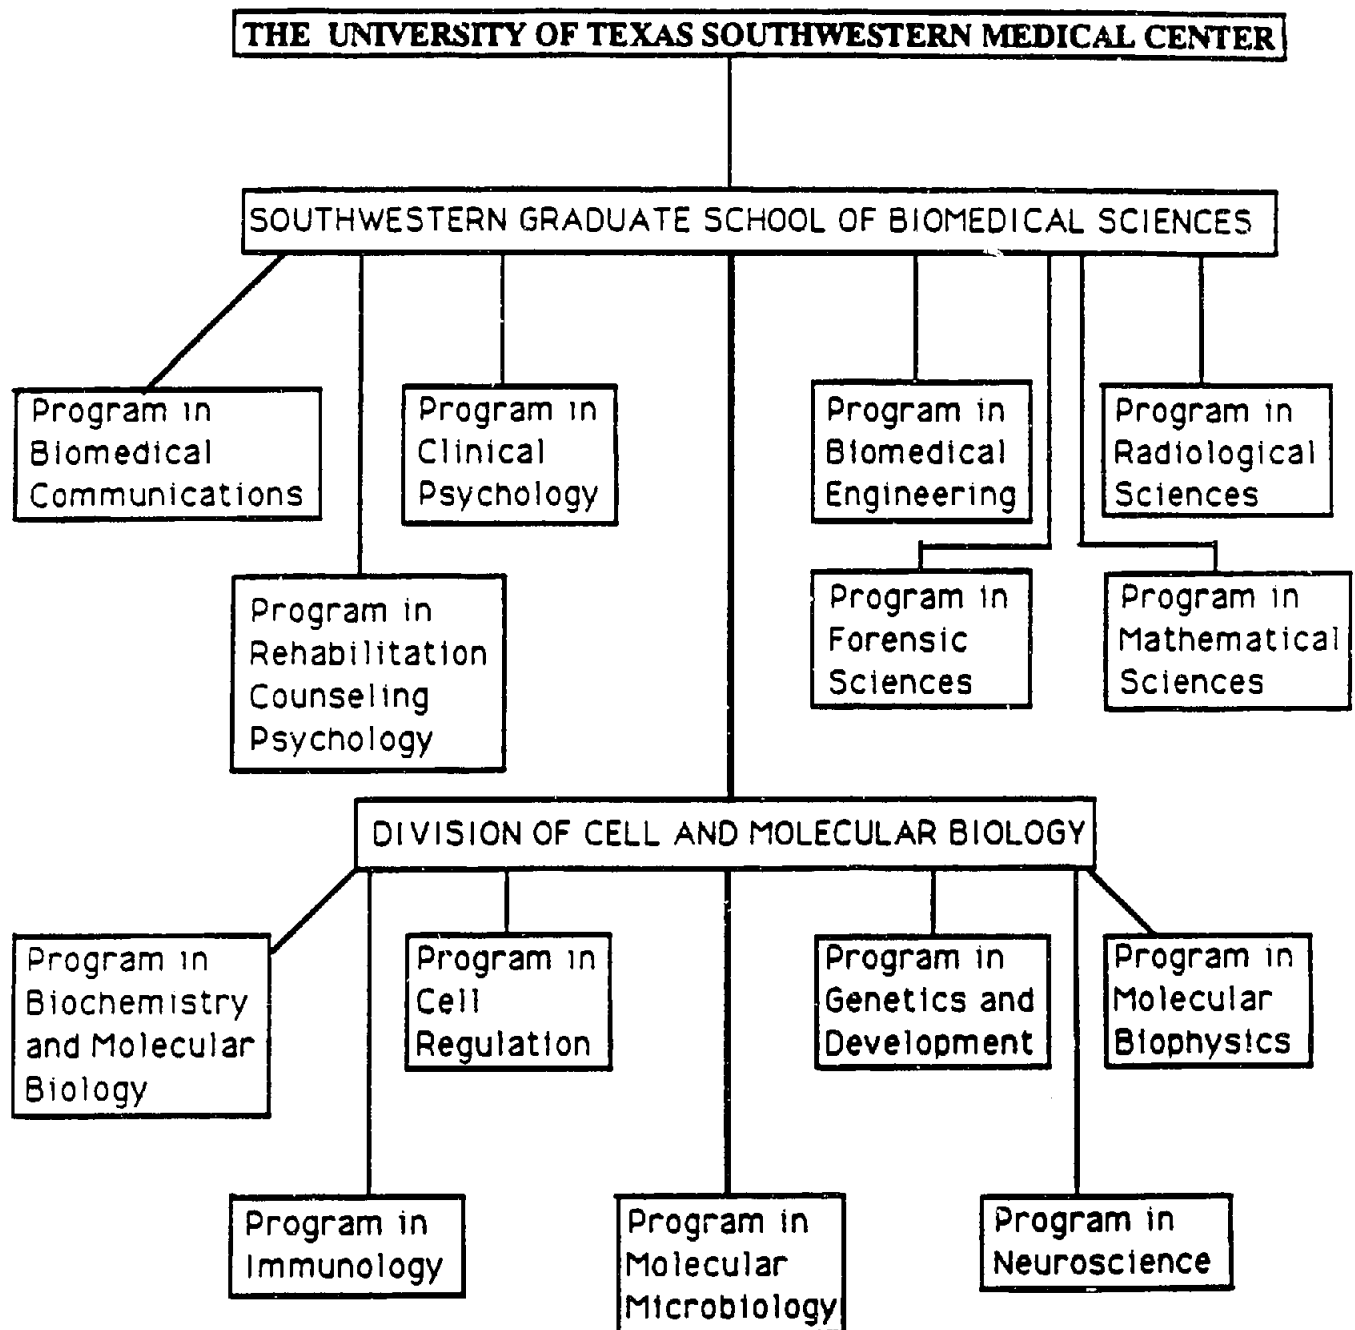 THE UNIVERSITY OF TEXAS SOUTHWESTERN MEDICAL CENTER
SOUTHWESTERN GRADUATE SCHOOL OF BIOMEDICAL SCIENCES
Program in
Biomedical
Communications
Program in
Clinical
Psychology
Program in
Biomedical
Engineering
Program in
Radiological
Sciences
Program in
Rehabilitation
Counseling
Psychology
Program in
Forensic
Sciences
Program in
Mathematical
Sciences
DIVISION OF CELL AND MOLECULAR BIOLOGY
Program in
Biochemistry
and Molecular
Biology
Program in
Cell
Regulation
Program in
Genetics and
Development
Program in
Molecular
Biophysics
Program in
Immunology
Program in
Molecular
Microbiology
Program in
Neuroscience